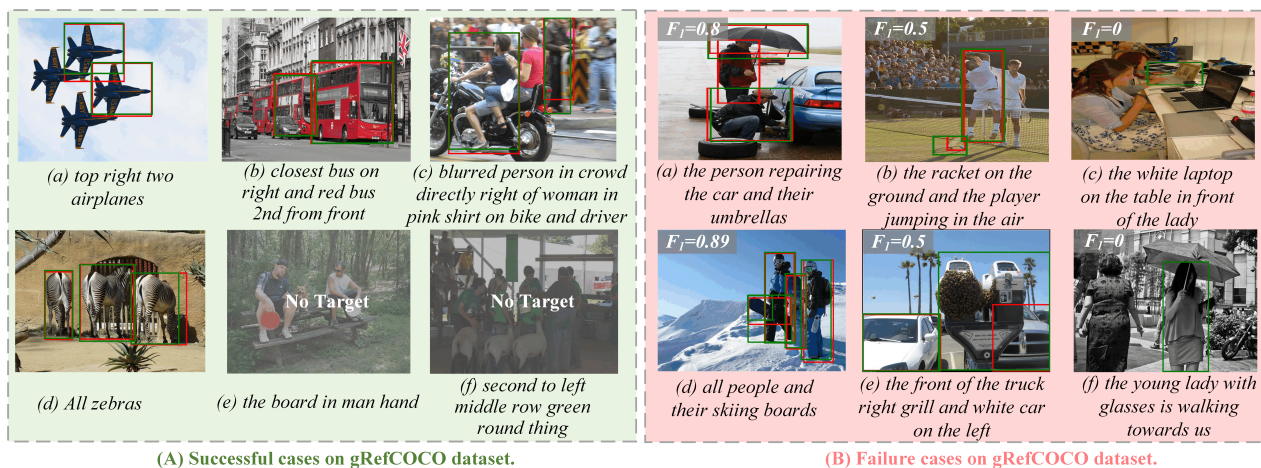 (a) top right two
airplanes
(b) closest bus on
right and red bus
2nd from front
(c) blurred person in crowd
directly right of woman in
pink shirt on bike and driver
No Target
No Target
(d) All zebras
(e) the board in man hand
(f) second to left
middle row green
round thing
(A) Successful cases on gRefCOCO dataset.
F1=0.8
F1=0.5
F1=0
(a) the person repairing
the car and their
umbrellas
(b) the racket on the
ground and the player
jumping in the air
(c) the white laptop
on the table in front
of the lady
F1=0.89
F1=0.5
F1=0
(d) all people and
their skiing boards
(e) the front of the truck
right grill and white car
on the left
(f) the young lady with
glasses is walking
towards us
(B) Failure cases on gRefCOCO dataset.